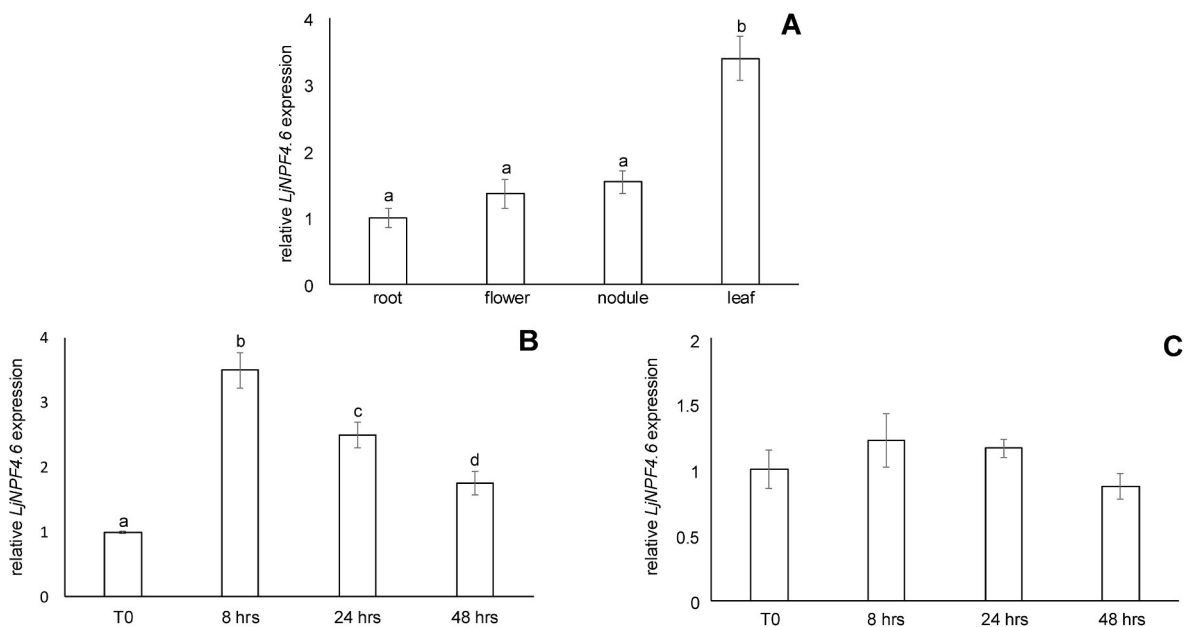 A
relative LjNPF4.6 expression
4
3
2
1
0
a
a
a
b
root flower nodule leaf
B
relative LjNPF4.6 expression
4
3
2
1
0
a
b
c
d
T0 8 hrs 24 hrs 48 hrs
C
relative LjNPF4.6 expression
2
1.5
1
0.5
0
T0 8 hrs 24 hrs 48 hrs